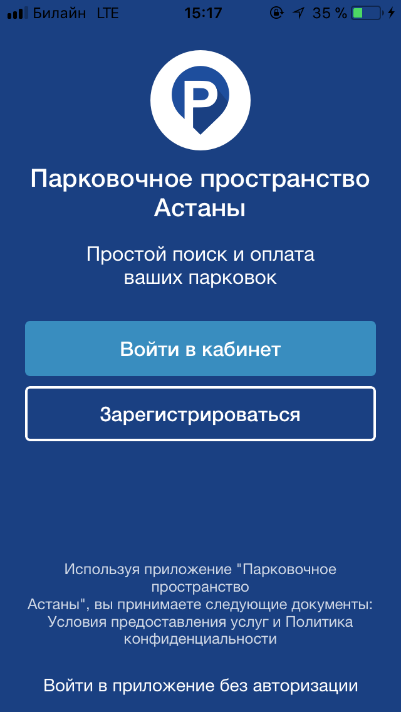 Билайн LTE 15:17 35 %
P
Парковочное пространство
Астаны
Простой поиск и оплата
ваших парковок
Войти в кабинет
Зарегистрироваться
Используя приложение "Парковочное
пространство
Астаны", вы принимаете следующие документы:
Условия предоставления услуг и Политика
конфиденциальности
Войти в приложение без авторизации